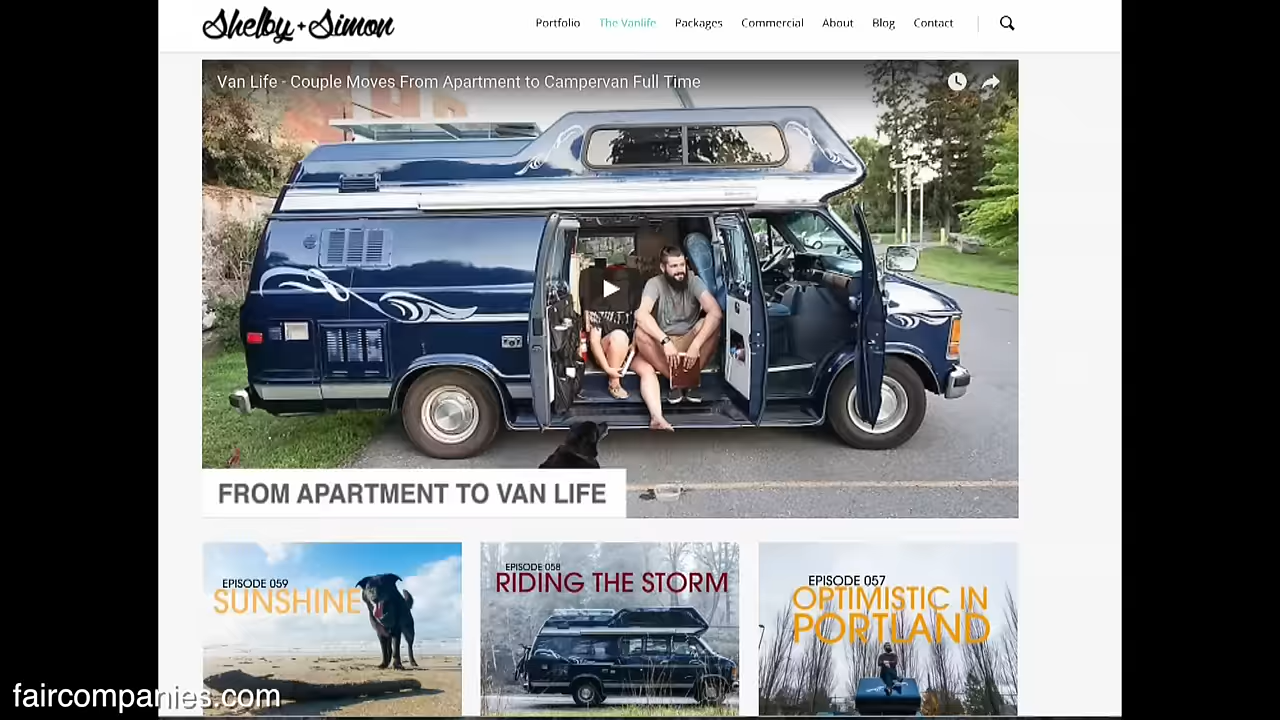 Shelby + Simon
Portfolio The Vanlife Packages Commercial About Blog Contact
Van Life - Couple Moves From Apartment to Campervan Full Time
FROM APARTMENT TO VAN LIFE
EPISODE 059
SUNSHINE
EPISODE 058
RIDING THE STORM
EPISODE 057
OPTIMISTIC IN
PORTLAND
faircompanies.com